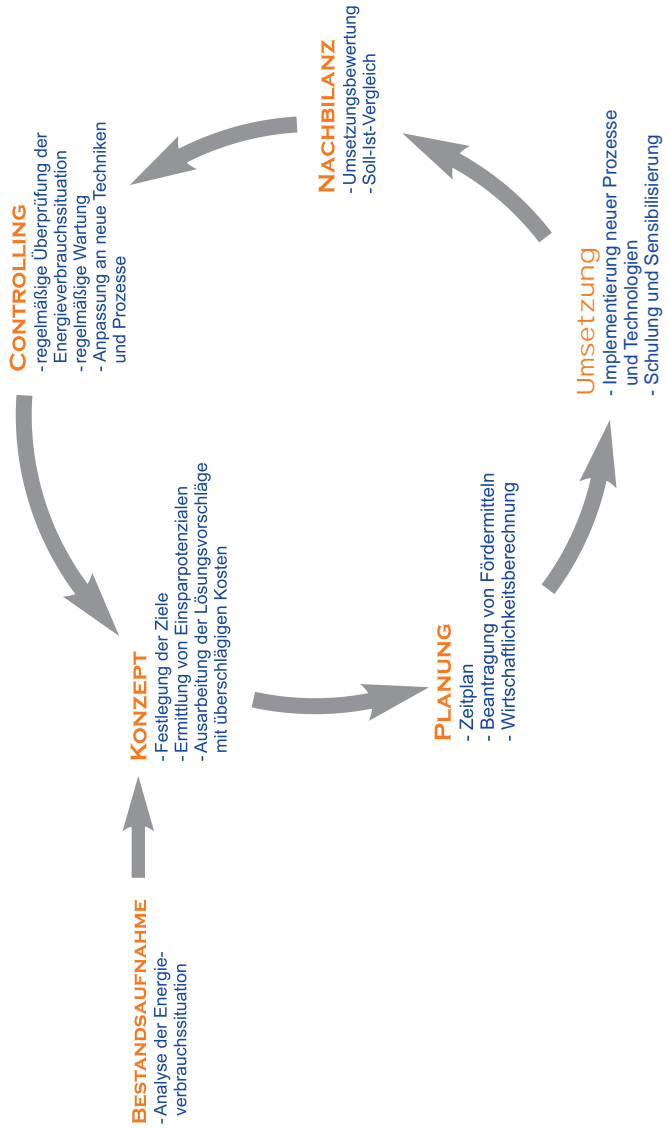 BESTANDSAUFNAHME
- Analyse der Energie-
verbrauchssituation
KONZEPT
- Festlegung der Ziele
- Ermittlung von Einsparpotenzialen
- Ausarbeitung der Lösungsvorschläge
mit überschlägigen Kosten
PLANUNG
- Zeitplan
- Beantragung von Fördermitteln
- Wirtschaftlichkeitsberechnung
Umsetzung
- Implementierung neuer Prozesse
und Technologien
- Schulung und Sensibilisierung
NACHBILANZ
- Umsetzungsbewertung
- Soll-Ist-Vergleich
CONTROLLING
- regelmäßige Überprüfung der
Energieverbrauchssituation
- regelmäßige Wartung
- Anpassung an neue Techniken
und Prozesse